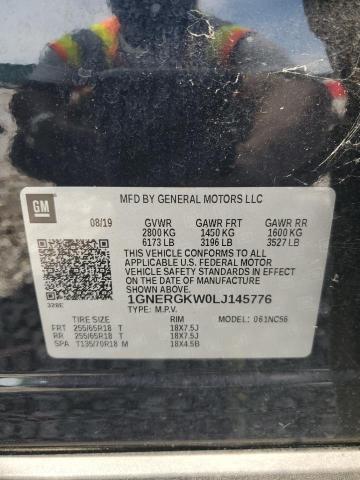 GM
MFD BY GENERAL MOTORS LLC
08/19 GVWR GAWR FRT GAWR RR
2800 KG 1450 KG 1600 KG
6173 LB 3196 LB 3527 LB
THIS VEHICLE CONFORMS TO ALL
APPLICABLE U.S. FEDERAL MOTOR
VEHICLE SAFETY STANDARDS IN
EFFECT ON THE DATE OF MANUFACTURE
SHOWN ABOVE.
1GNERGKW0LJ145776
TYPE: M.P.V.
328E
TIRE SIZE RIM MODEL: 061NC56
FRT 255/65R18 T 18X7.5J
RR 255/65R18 T 18X7.5J
SPA T135/70R18 M 18X4.5B